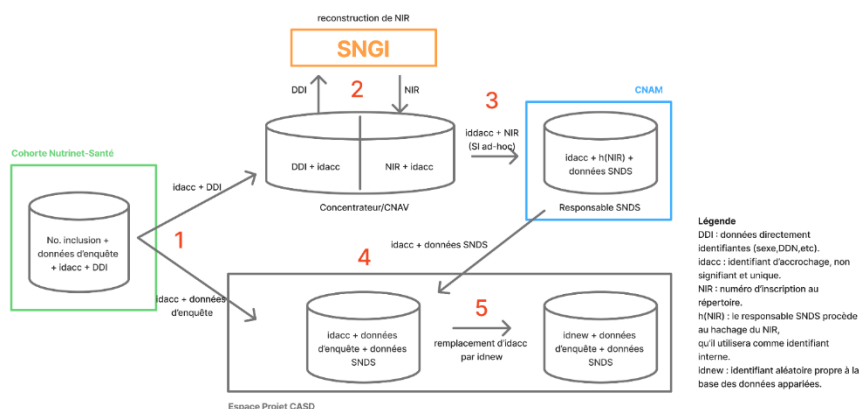 reconstruction de NIR
SNGI
DDI
2
NIR
3
CNAM
iddacc + NIR
(SI ad-hoc)
Cohorte Nutrinet-Santé
idacc + DDI
DDI + idacc
NIR + idacc
idacc + h(NIR) +
données SNDS
Concentrateur/CNAV
Responsable SNDS
No. inclusion +
données d'enquête
+ idacc + DDI
1
4
idacc + données SNDS
idacc + données
d'enquête
5
idacc + données
d'enquête + données
SNDS
remplacement d'idacc
par idnew
idnew + données
d'enquête + données
SNDS
Espace Projet CASD
Légende
DDI : données directement
identifiantes (sexe,DDN,etc).
idacc : identifiant d'accrochage, non
signifiant et unique.
NIR : numéro d'inscription au
répertoire.
h(NIR) : le responsable SNDS procède
au hachage du NIR,
qu'il utilisera comme identifiant
interne.
idnew : identifiant aléatoire propre à la
base des données appariées.